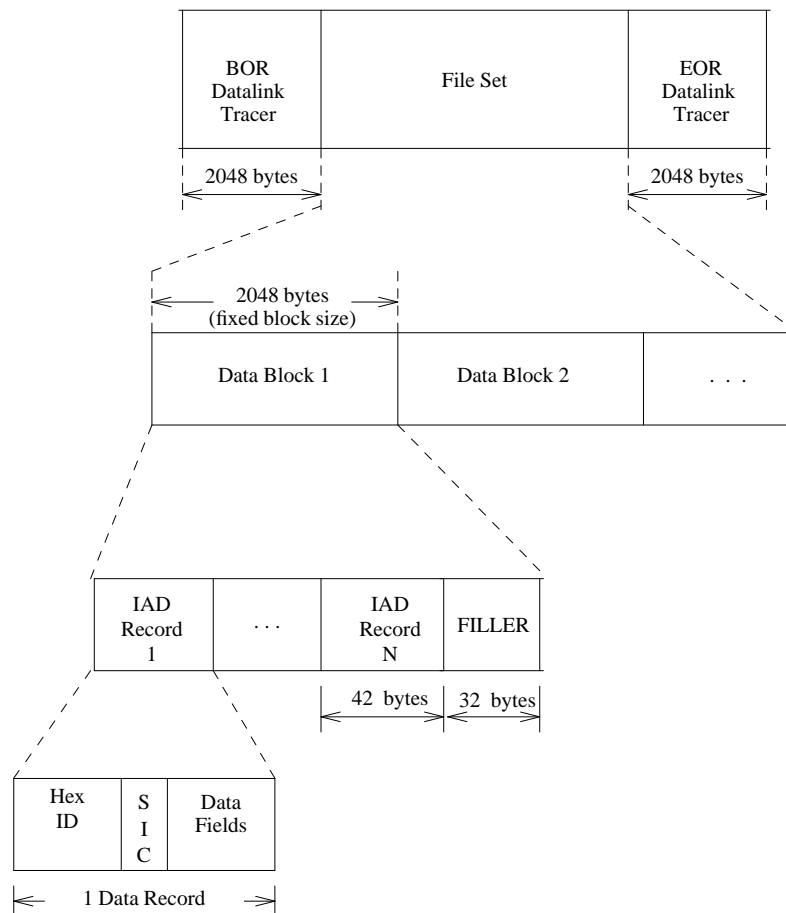 BOR
Datalink
Tracer
File Set
EOR
Datalink
Tracer
2048 bytes
2048 bytes
2048 bytes
(fixed block size)
Data Block 1
Data Block 2
. . .
IAD
Record
1
. . .
IAD
Record
N
FILLER
42 bytes
32 bytes
Hex
ID
S
I
C
Data
Fields
1 Data Record